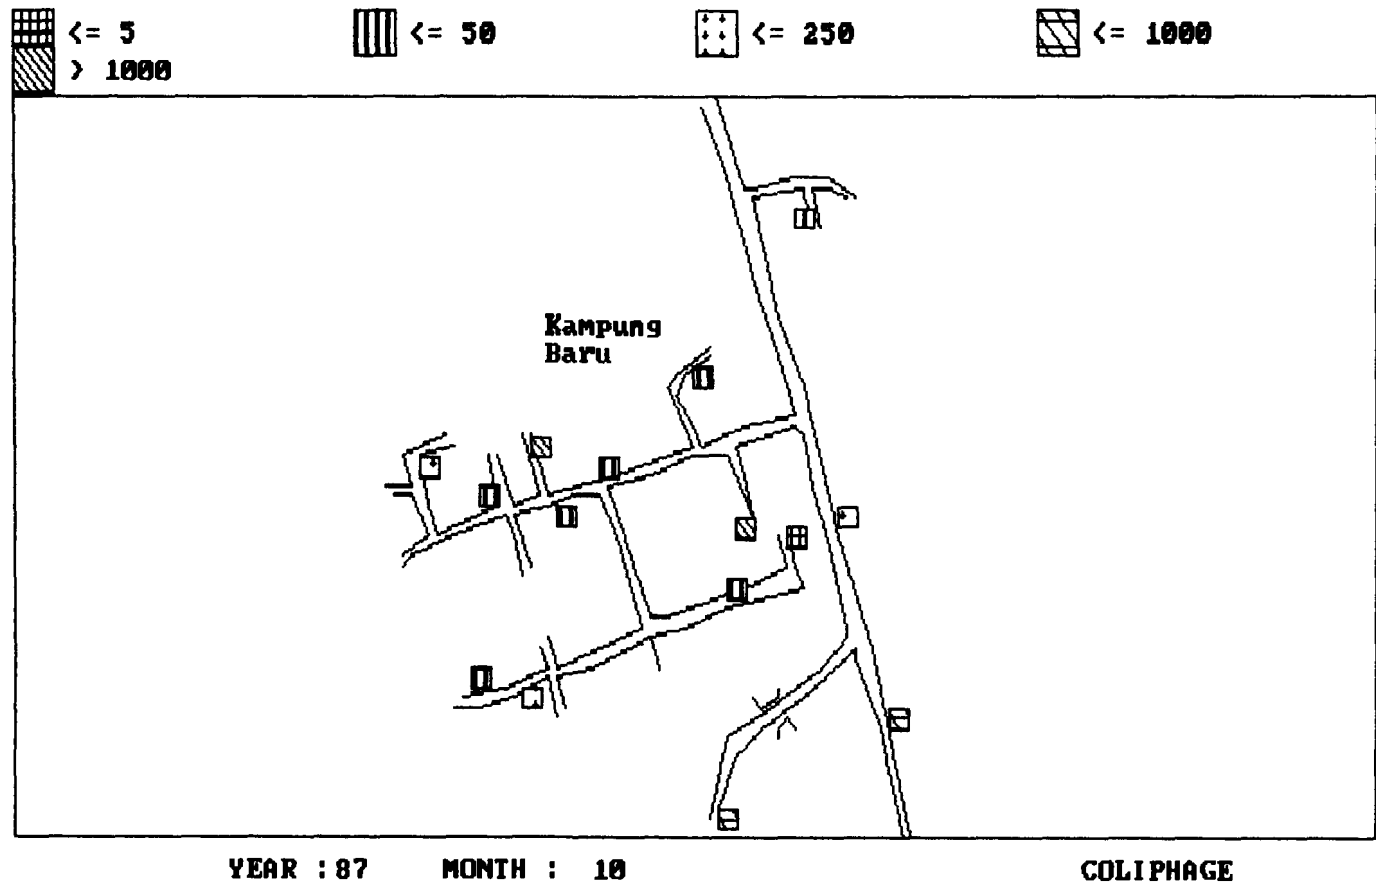 <= 5 <= 50 <= 250 <= 1000
> 1000
Kampung
Baru
YEAR :87 MONTH : 10 COLIPHAGE